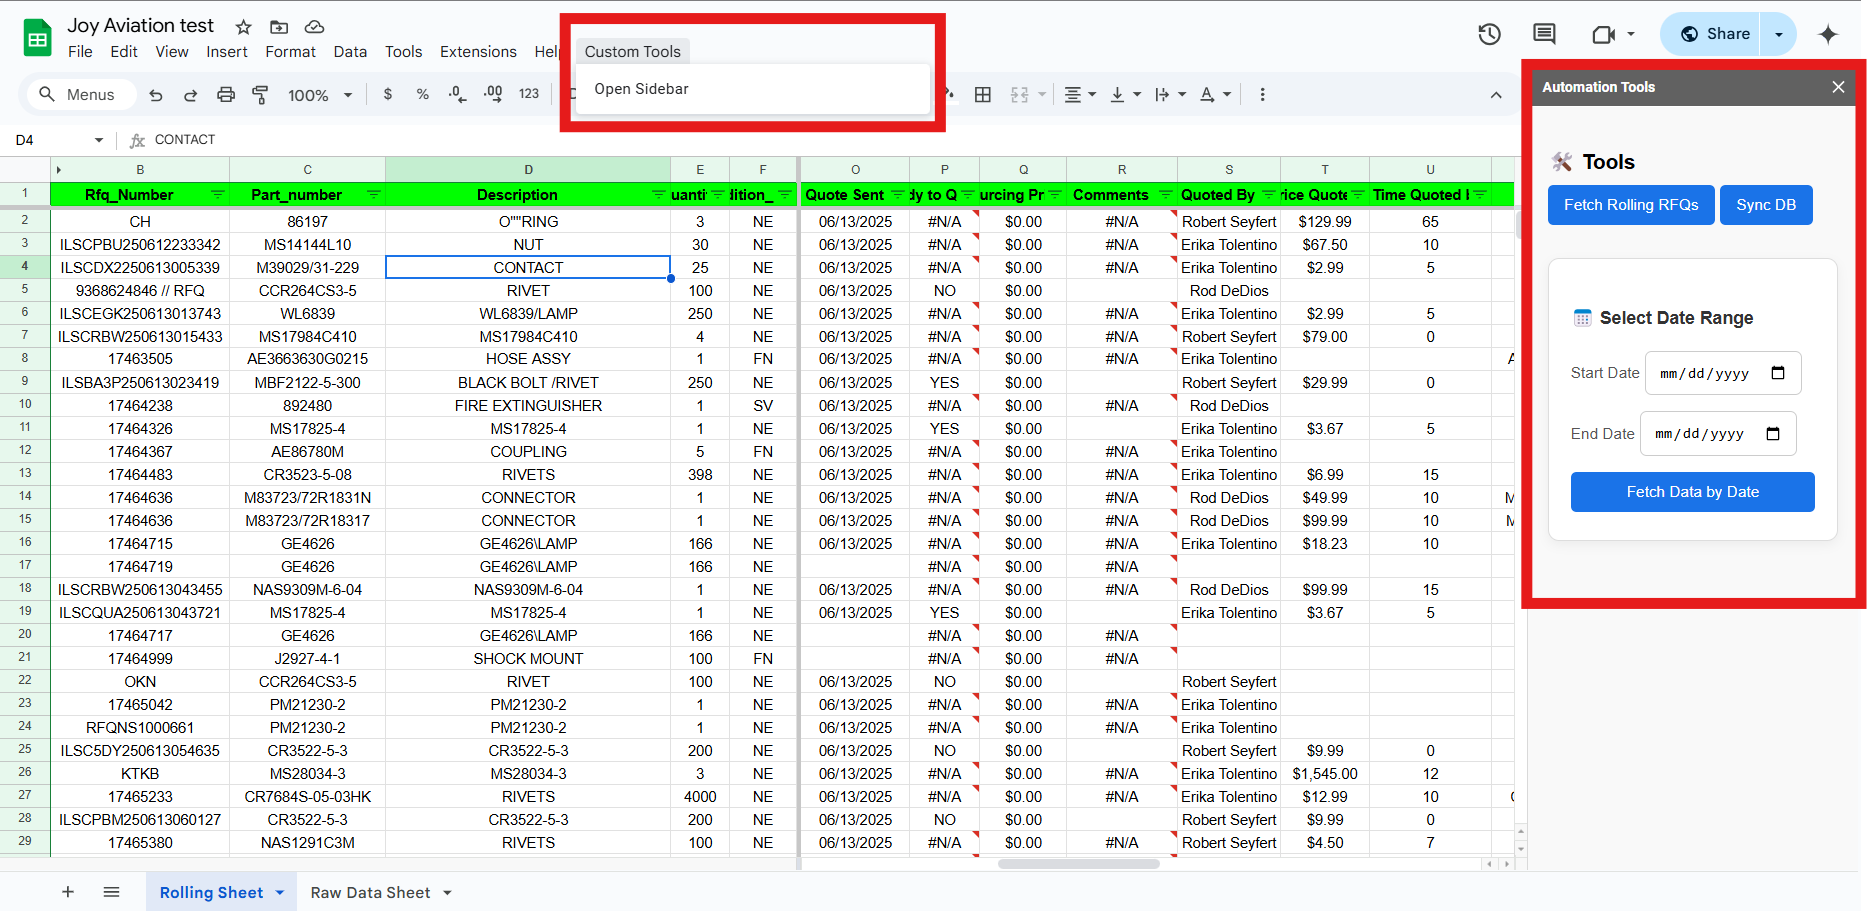 Joy Aviation test
File Edit View Insert Format Data Tools Extensions Help Custom Tools
Open Sidebar
Share
Menus 100% $ % .0 .00 123
D4 CONTACT
B C D E F O P Q R S T U
1 Rfq_Number Part_number Description uanti dition_ Quote Sent dy to Q urcing Pr Comments Quoted By rice Quote Time Quoted
2 CH 86197 O""RING 3 NE 06/13/2025 #N/A $0.00 #N/A Robert Seyfert $129.99 65
3 ILSCPBU250612233342 MS14144L10 NUT 30 NE 06/13/2025 #N/A $0.00 #N/A Erika Tolentino $67.50 10
4 ILSCDX2250613005339 M39029/31-229 CONTACT 25 NE 06/13/2025 #N/A $0.00 #N/A Erika Tolentino $2.99 5
5 9368624846 // RFQ CCR264CS3-5 RIVET 100 NE 06/13/2025 NO $0.00 Rod DeDios
6 ILSCEGK250613013743 WL6839 WL6839/LAMP 250 NE 06/13/2025 #N/A $0.00 #N/A Erika Tolentino $2.99 5
7 ILSCRBW250613015433 MS17984C410 MS17984C410 4 NE 06/13/2025 #N/A $0.00 #N/A Robert Seyfert $79.00 0
8 17463505 AE3663630G0215 HOSE ASSY 1 FN 06/13/2025 #N/A $0.00 #N/A Erika Tolentino
9 ILSBA3P250613023419 MBF2122-5-300 BLACK BOLT /RIVET 250 NE 06/13/2025 YES $0.00 Robert Seyfert $29.99 0
10 17464238 892480 FIRE EXTINGUISHER 1 SV 06/13/2025 #N/A $0.00 #N/A Rod DeDios
11 17464326 MS17825-4 MS17825-4 1 NE 06/13/2025 YES $0.00 Erika Tolentino $3.67 5
12 17464367 AE86780M COUPLING 5 FN 06/13/2025 #N/A $0.00 #N/A Erika Tolentino
13 17464483 CR3523-5-08 RIVETS 398 NE 06/13/2025 #N/A $0.00 #N/A Erika Tolentino $6.99 15
14 17464636 M83723/72R1831N CONNECTOR 1 NE 06/13/2025 #N/A $0.00 #N/A Rod DeDios $49.99 10
15 17464636 M83723/72R18317 CONNECTOR 1 NE 06/13/2025 #N/A $0.00 #N/A Rod DeDios $99.99 10
16 17464715 GE4626 GE4626\LAMP 166 NE 06/13/2025 #N/A $0.00 #N/A Erika Tolentino $18.23 10
17 17464719 GE4626 GE4626\LAMP 166 NE #N/A $0.00 #N/A
18 ILSCRBW250613043455 NAS9309M-6-04 NAS9309M-6-04 1 NE 06/13/2025 #N/A $0.00 #N/A Rod DeDios $99.99 15
19 ILSCQUA250613043721 MS17825-4 MS17825-4 1 NE 06/13/2025 YES $0.00 Erika Tolentino $3.67 5
20 17464717 GE4626 GE4626\LAMP 166 NE #N/A $0.00 #N/A
21 17464999 J2927-4-1 SHOCK MOUNT 100 FN #N/A $0.00 #N/A
22 OKN CCR264CS3-5 RIVET 100 NE 06/13/2025 NO $0.00 Robert Seyfert
23 17465042 PM21230-2 PM21230-2 1 NE 06/13/2025 #N/A $0.00 #N/A Erika Tolentino
24 RFQNS1000661 PM21230-2 PM21230-2 1 NE 06/13/2025 #N/A $0.00 #N/A Erika Tolentino
25 ILSC5DY250613054635 CR3522-5-3 CR3522-5-3 200 NE 06/13/2025 NO $0.00 Robert Seyfert $9.99 0
26 KTKB MS28034-3 MS28034-3 3 NE 06/13/2025 #N/A $0.00 #N/A Erika Tolentino $1,545.00 12
27 17465233 CR7684S-05-03HK RIVETS 4000 NE 06/13/2025 #N/A $0.00 #N/A Erika Tolentino $12.99 10
28 ILSCPBM250613060127 CR3522-5-3 CR3522-5-3 200 NE 06/13/2025 NO $0.00 Robert Seyfert $9.99 0
29 17465380 NAS1291C3M RIVETS 100 NE 06/13/2025 #N/A $0.00 #N/A Robert Seyfert $4.50 7
Rolling Sheet Raw Data Sheet
Automation Tools
Tools
Fetch Rolling RFQs Sync DB
Select Date Range
Start Date mm/dd/yyyy
End Date mm/dd/yyyy
Fetch Data by Date